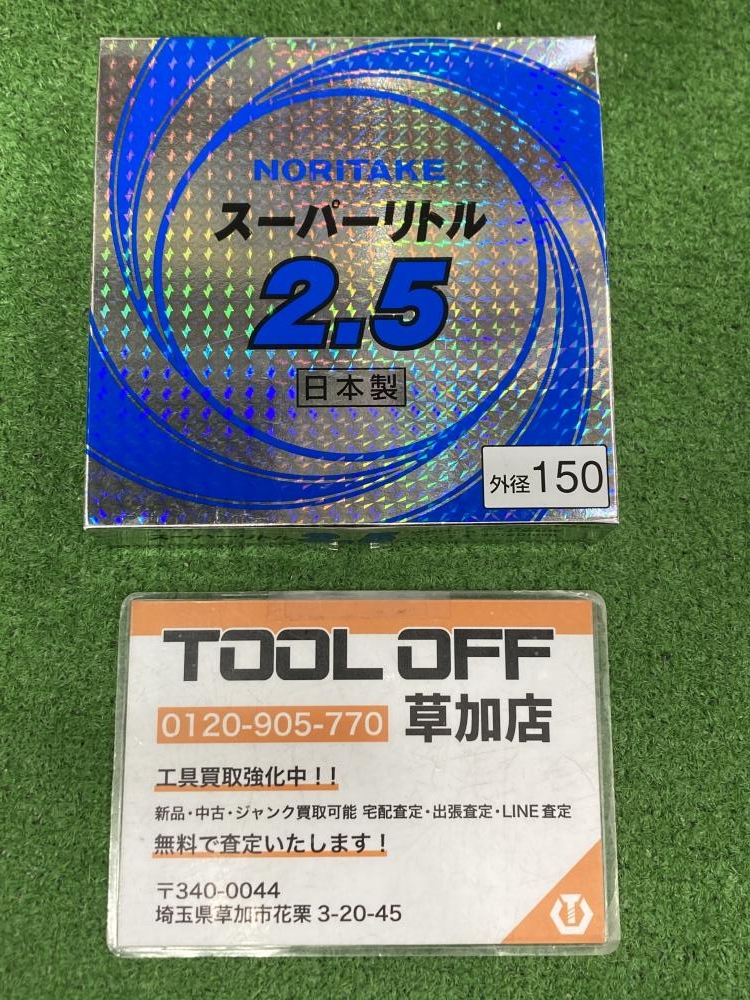 NORITAKE
スーパーリトル
2.5
日本製
外径150
TOOL OFF
0120-905-770 草加店
工具買取強化中！！
新品・中古・ジャンク買取可能 宅配査定・出張査定・LINE査定
無料で査定いたします！
〒340-0044
埼玉県草加市花栗 3-20-45